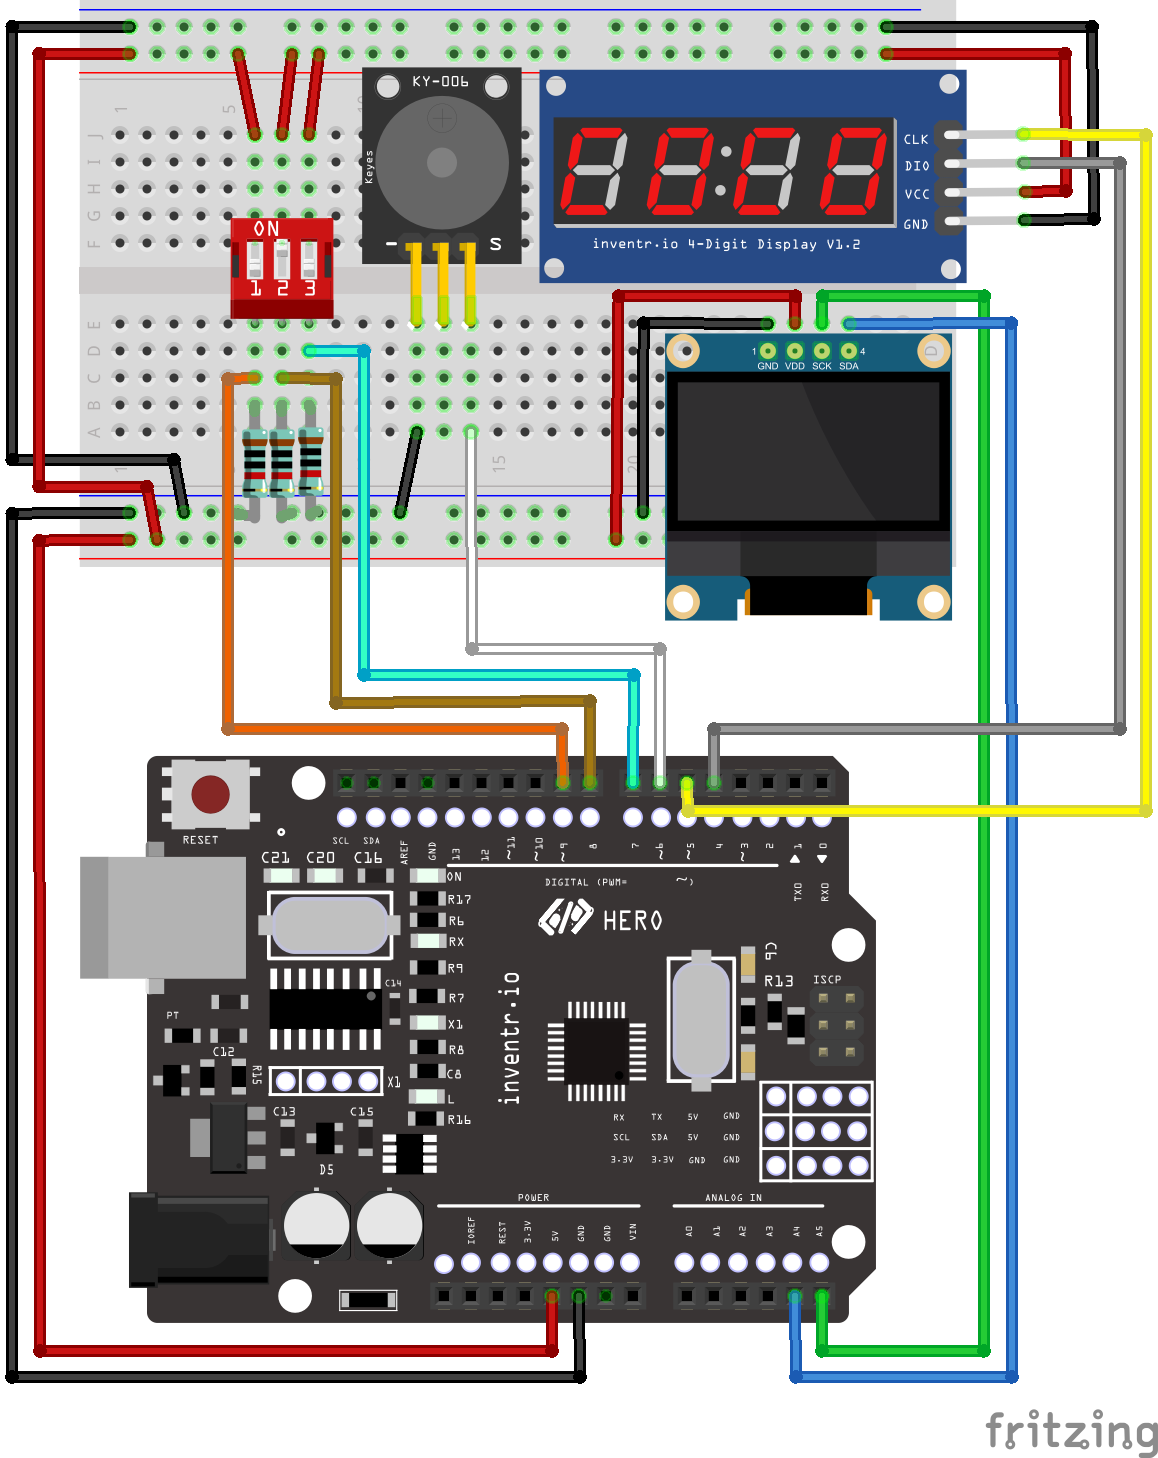 1
5
10
KY-006
Keyes
- S
J
I
H
G
F
ON
1 2 3
CLK
DIO
VCC
GND
inventr.io 4-Digit Display V1.2
E
D
C
B
A
1
15
20
1 4
GND VDD SCK SDA
RESET
SCL SDA AREF GND 13 12 ~11 ~10 ~9 8 7 ~6 ~5 4 ~3 2 1 0
TX0 RX0
DIGITAL (PWM= ~ )
C21 C20 C16
ON
R17
R6
RX
R9
R7
X1
R8
C8
L
R16
HERO
inventr.io
C9
R13
ISCP
C14
PT
C12
R15
X1
C13 C15
D5
RX TX 5V GND
SCL SDA 5V GND
3.3V 3.3V GND GND
POWER
ANALOG IN
IOREF REST 3.3V 5V GND GND VIN
A0 A1 A2 A3 A4 A5
fritzing